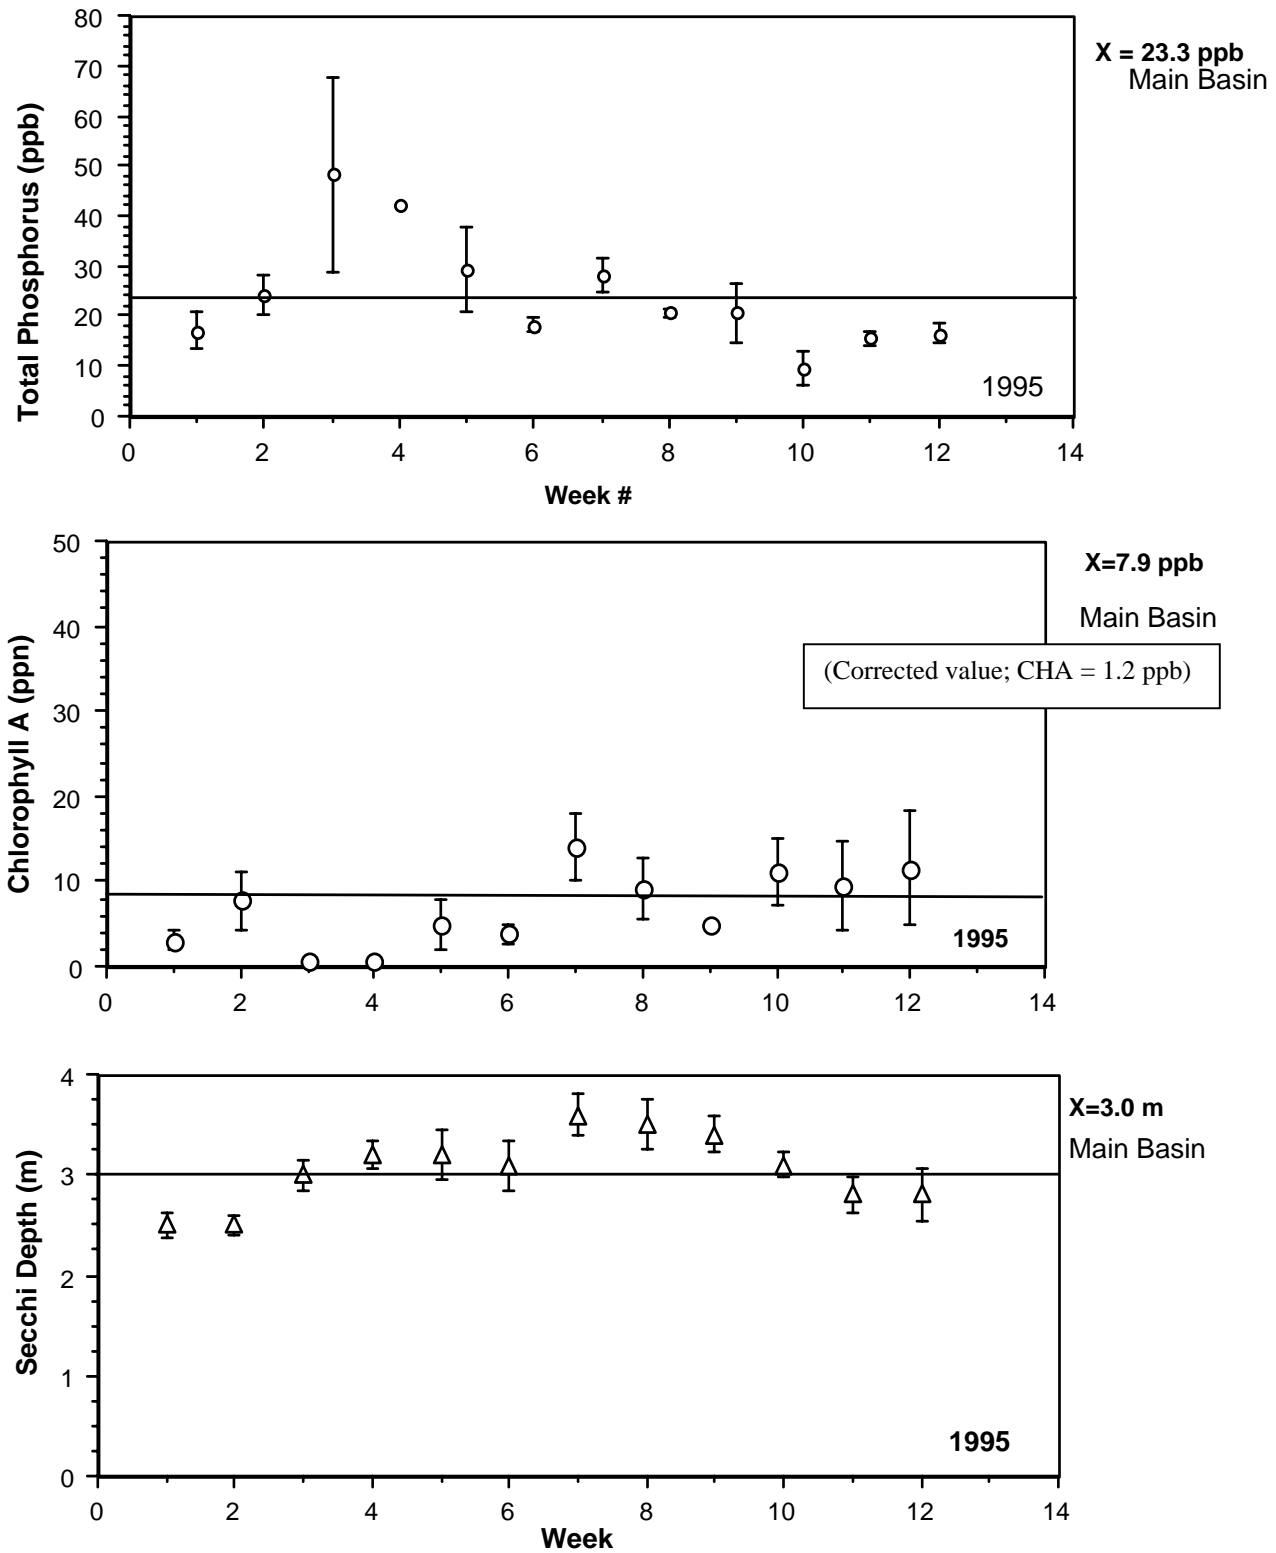 80
70
60
50
40
30
20
10
0
Total Phosphorus (ppb)
X = 23.3 ppb
Main Basin
1995
0 2 4 6 8 10 12 14
Week #
50
40
30
20
10
0
Chlorophyll A (ppn)
X=7.9 ppb
Main Basin
(Corrected value; CHA = 1.2 ppb)
1995
0 2 4 6 8 10 12 14
4
3
2
1
0
Secchi Depth (m)
X=3.0 m
Main Basin
1995
0 2 4 6 8 10 12 14
Week